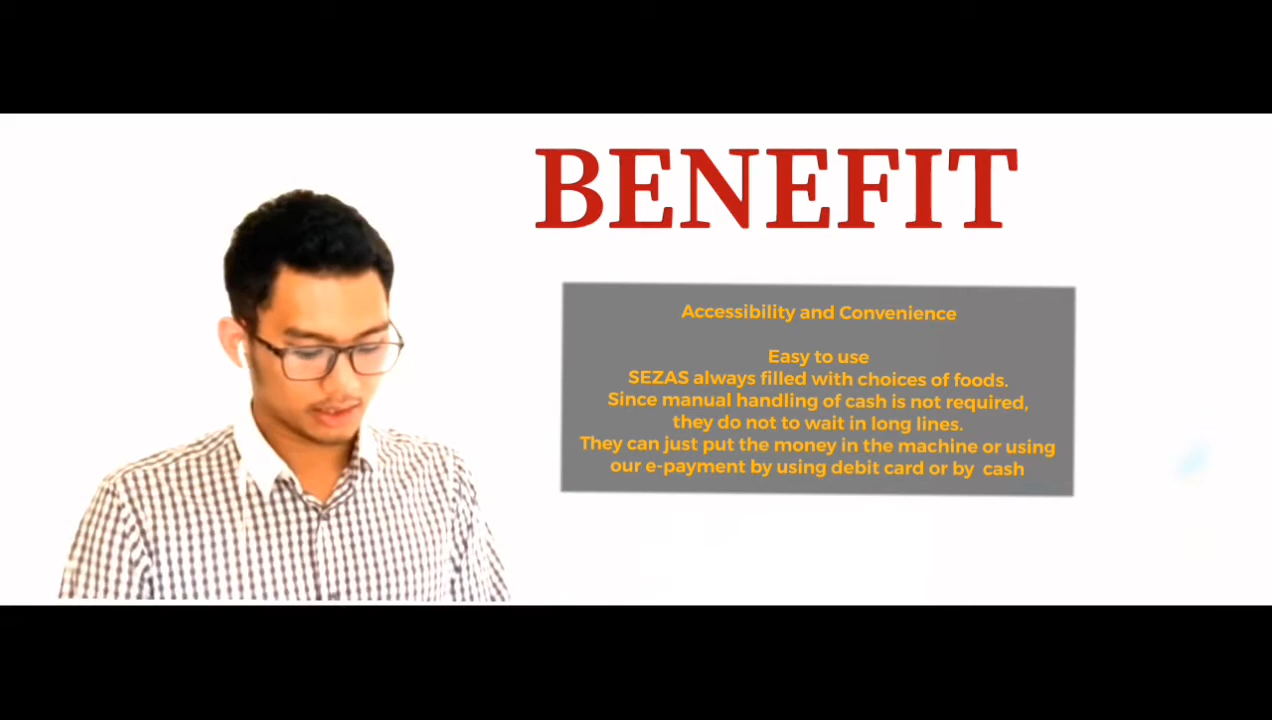 BENEFIT
Accessibility and Convenience
Easy to use
SEZAS always filled with choices of foods.
Since manual handling of cash is not required,
they do not to wait in long lines.
They can just put the money in the machine or using
our e-payment by using debit card or by cash